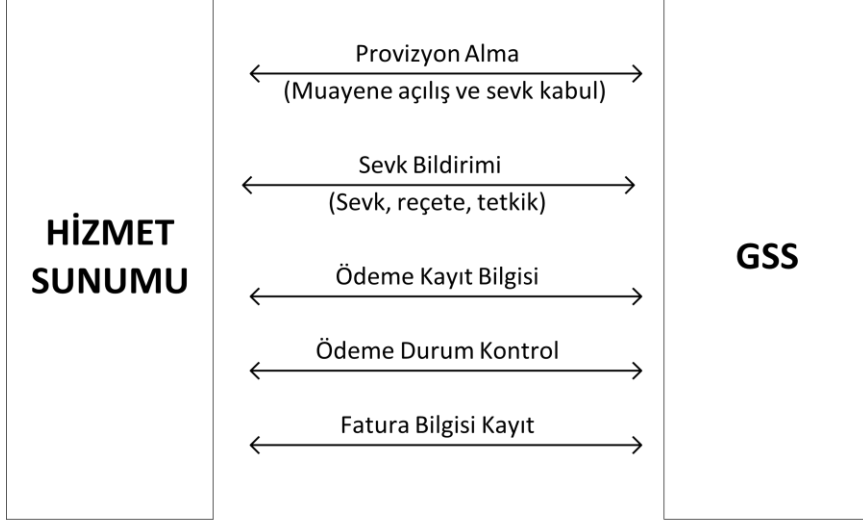 HİZMET
SUNUMU
Provizyon Alma
(Muayene açılış ve sevk kabul)
Sevk Bildirimi
(Sevk, reçete, tetkik)
Ödeme Kayıt Bilgisi
Ödeme Durum Kontrol
Fatura Bilgisi Kayıt
GSS